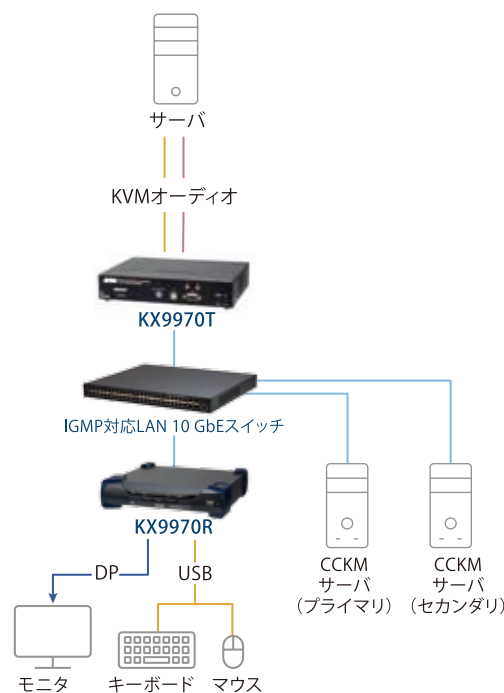 サーバ
KVMオーディオ
KX9970T
IGMP対応LAN 10 GbEスイッチ
KX9970R
DP
USB
モニタ
キーボード
マウス
CCKM
サーバ
（プライマリ）
CCKM
サーバ
（セカンダリ）